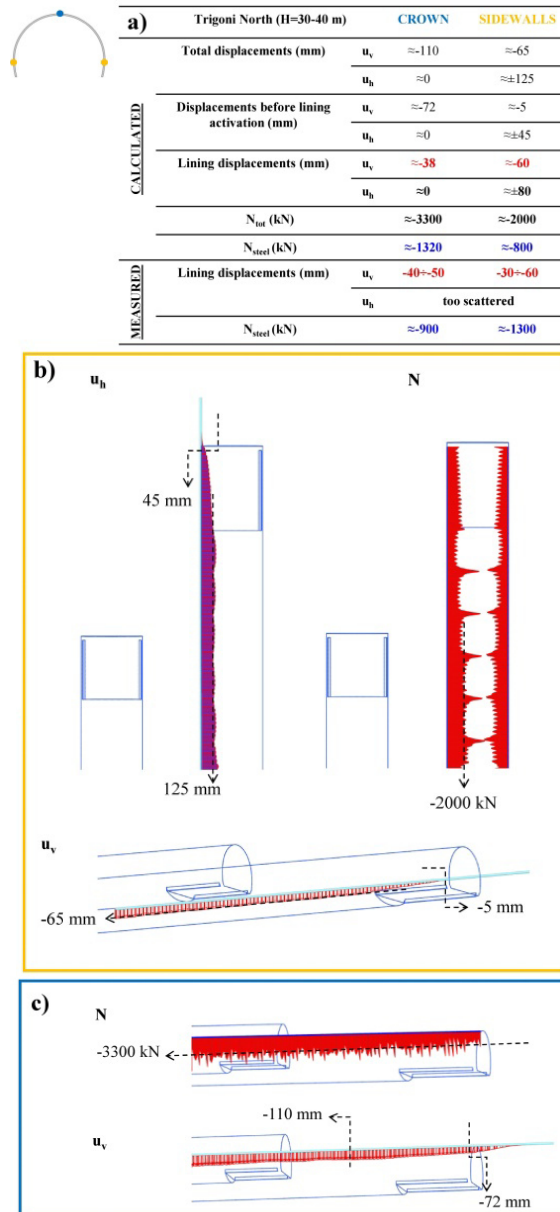 a)
Trigoni North (H=30-40 m) CROWN SIDEWALLS
CALCULATED
Total displacements (mm) uv ≈-110 ≈-65
uh ≈0 ≈±125
Displacements before lining activation (mm) uv ≈-72 ≈-5
uh ≈0 ≈±45
Lining displacements (mm) uv ≈-38 ≈-60
uh ≈0 ≈±80
Ntot (kN) ≈-3300 ≈-2000
Nsteel (kN) ≈-1320 ≈-800
MEASURED
Lining displacements (mm) uv -40÷-50 -30÷-60
uh too scattered
Nsteel (kN) ≈-900 ≈-1300
b)
uh N
45 mm
125 mm
-2000 kN
uv
-65 mm
-5 mm
c)
N
-3300 kN
-110 mm
uv
-72 mm